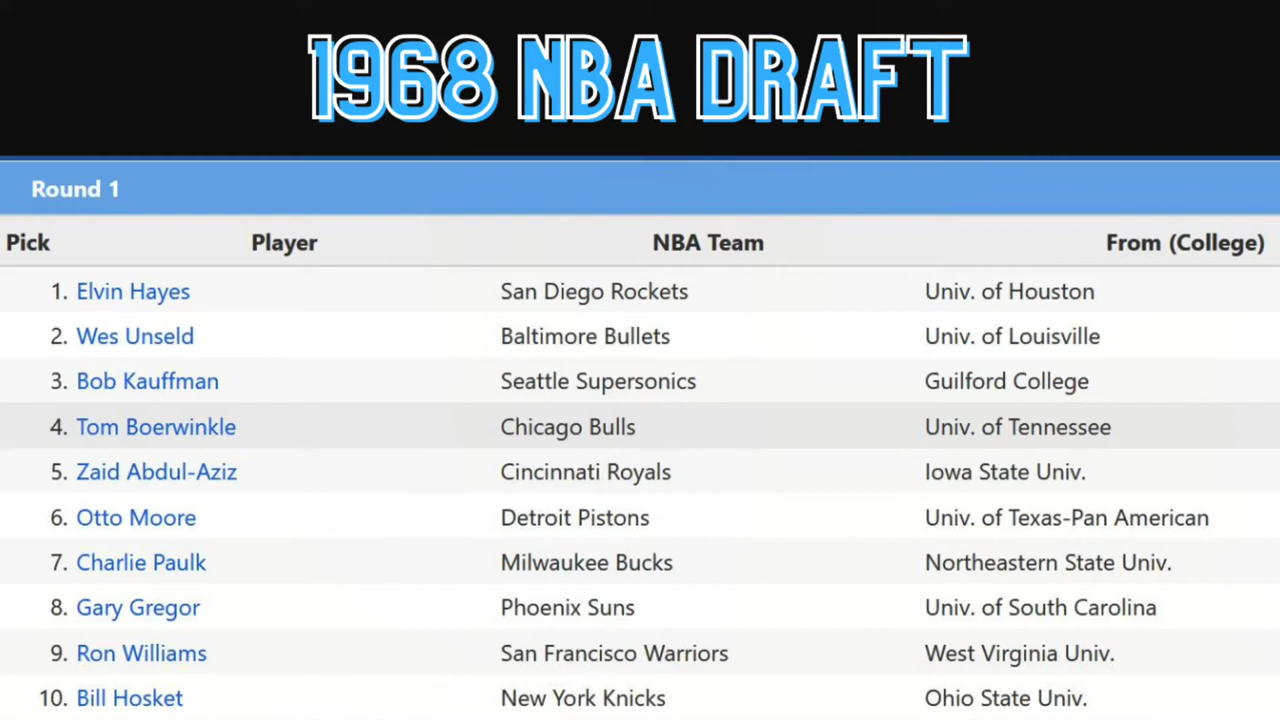 1968 NBA DRAFT
Round 1
Pick Player NBA Team From (College)
1. Elvin Hayes San Diego Rockets Univ. of Houston
2. Wes Unseld Baltimore Bullets Univ. of Louisville
3. Bob Kauffman Seattle Supersonics Guilford College
4. Tom Boerwinkle Chicago Bulls Univ. of Tennessee
5. Zaid Abdul-Aziz Cincinnati Royals Iowa State Univ.
6. Otto Moore Detroit Pistons Univ. of Texas-Pan American
7. Charlie Paulk Milwaukee Bucks Northeastern State Univ.
8. Gary Gregor Phoenix Suns Univ. of South Carolina
9. Ron Williams San Francisco Warriors West Virginia Univ.
10. Bill Hosket New York Knicks Ohio State Univ.